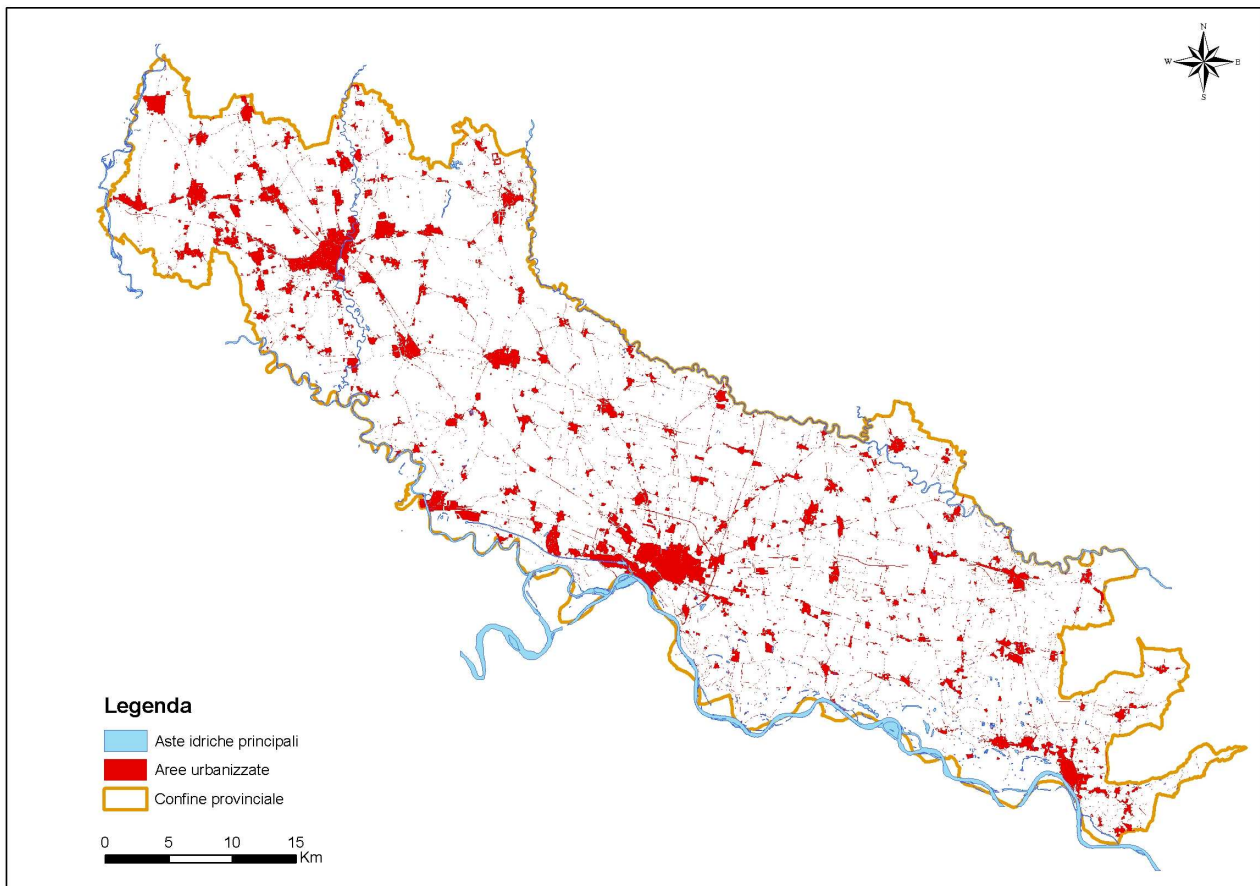 N
W E
S
Legenda
Aste idriche principali
Aree urbanizzate
Confine provinciale
0 5 10 15
Km